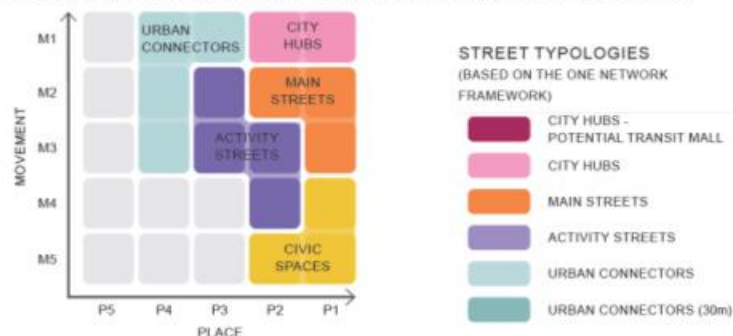 M1
M2
M3
M4
M5
MOVEMENT
URBAN
CONNECTORS
CITY
HUBS
MAIN
STREETS
ACTIVITY
STREETS
CIVIC
SPACES
P5 P4 P3 P2 P1
PLACE
STREET TYPOLOGIES
(BASED ON THE ONE NETWORK
FRAMEWORK)
CITY HUBS -
POTENTIAL TRANSIT MALL
CITY HUBS
MAIN STREETS
ACTIVITY STREETS
URBAN CONNECTORS
URBAN CONNECTORS (30m)